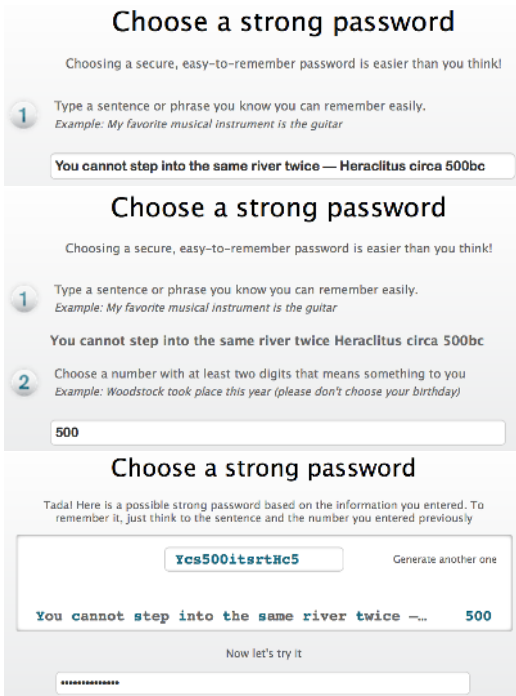 Choose a strong password
Choosing a secure, easy-to-remember password is easier than you think!
1
Type a sentence or phrase you know you can remember easily.
Example: My favorite musical instrument is the guitar
You cannot step into the same river twice — Heraclitus circa 500bc
Choose a strong password
Choosing a secure, easy-to-remember password is easier than you think!
1
Type a sentence or phrase you know you can remember easily.
Example: My favorite musical instrument is the guitar
You cannot step into the same river twice Heraclitus circa 500bc
2
Choose a number with at least two digits that means something to you
Example: Woodstock took place this year (please don't choose your birthday)
500
Choose a strong password
Tada! Here is a possible strong password based on the information you entered. To
remember it, just think to the sentence and the number you entered previously
Ycs500itsrtHc5
Generate another one
You cannot step into the same river twice —… 500
Now let's try it
••••••••••••••